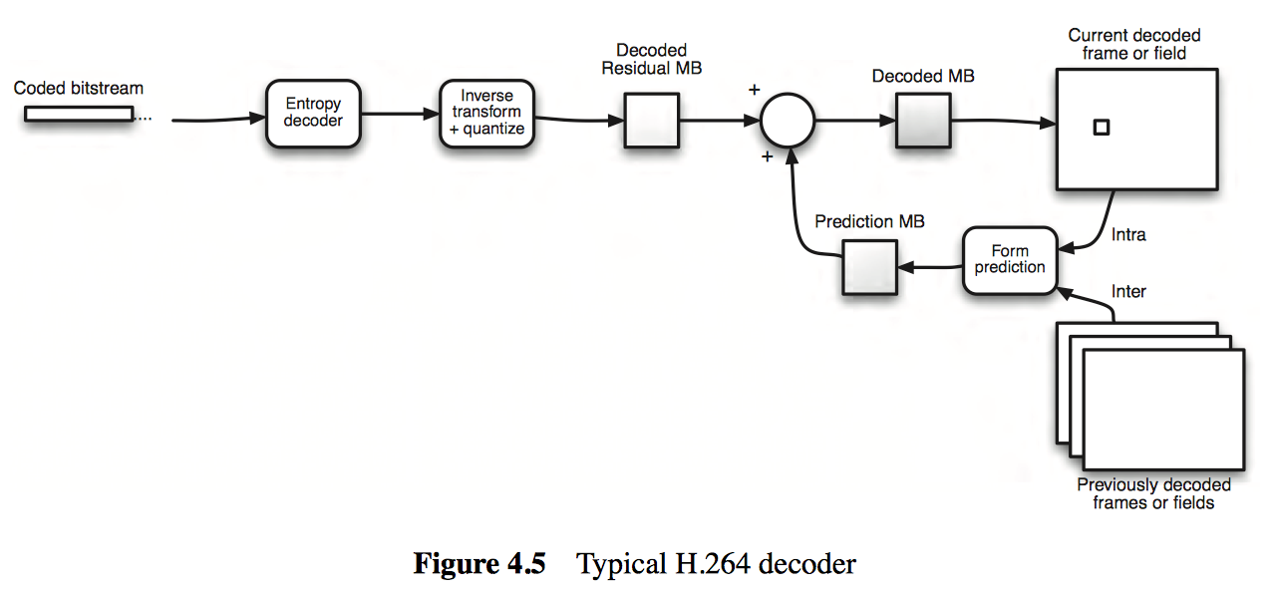 Coded bitstream
....
Entropy
decoder
Inverse
transform
+ quantize
Decoded
Residual MB
+
+
Decoded MB
Current decoded
frame or field
Prediction MB
Form
prediction
Intra
Inter
Previously decoded
frames or fields
Figure 4.5 Typical H.264 decoder